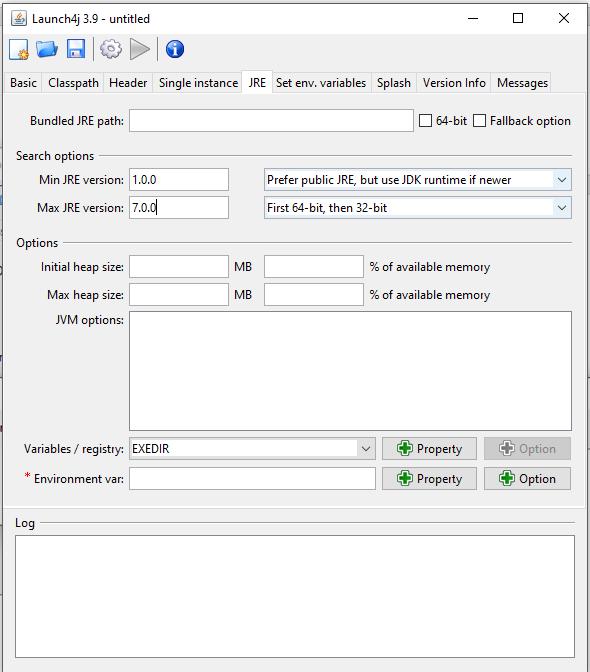 Launch4j 3.9 - untitled
Basic Classpath Header Single instance JRE Set env. variables Splash Version Info Messages
Bundled JRE path: 64-bit Fallback option
Search options
Min JRE version: 1.0.0 Prefer public JRE, but use JDK runtime if newer
Max JRE version: 7.0.0 First 64-bit, then 32-bit
Options
Initial heap size: MB % of available memory
Max heap size: MB % of available memory
JVM options:
Variables / registry: EXEDIR Property Option
* Environment var: Property Option
Log